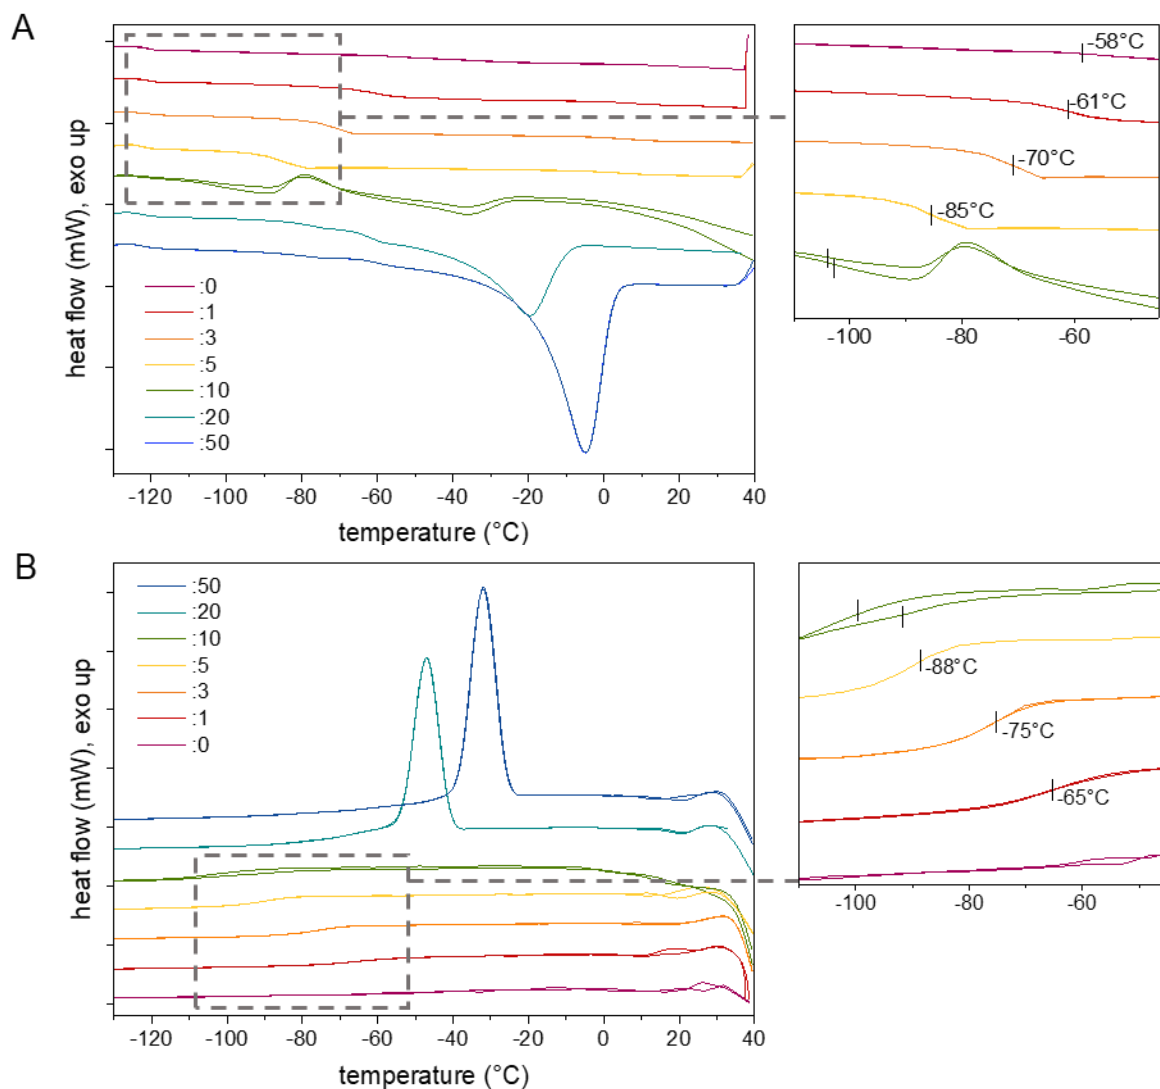 A
heat flow (mW), exo up
:0
:1
:3
:5
:10
:20
:50
-120 -100 -80 -60 -40 -20 0 20 40
temperature (°C)
-58°C
-61°C
-70°C
-85°C
-100 -80 -60
B
heat flow (mW), exo up
:50
:20
:10
:5
:3
:1
:0
-120 -100 -80 -60 -40 -20 0 20 40
temperature (°C)
-88°C
-75°C
-65°C
-100 -80 -60